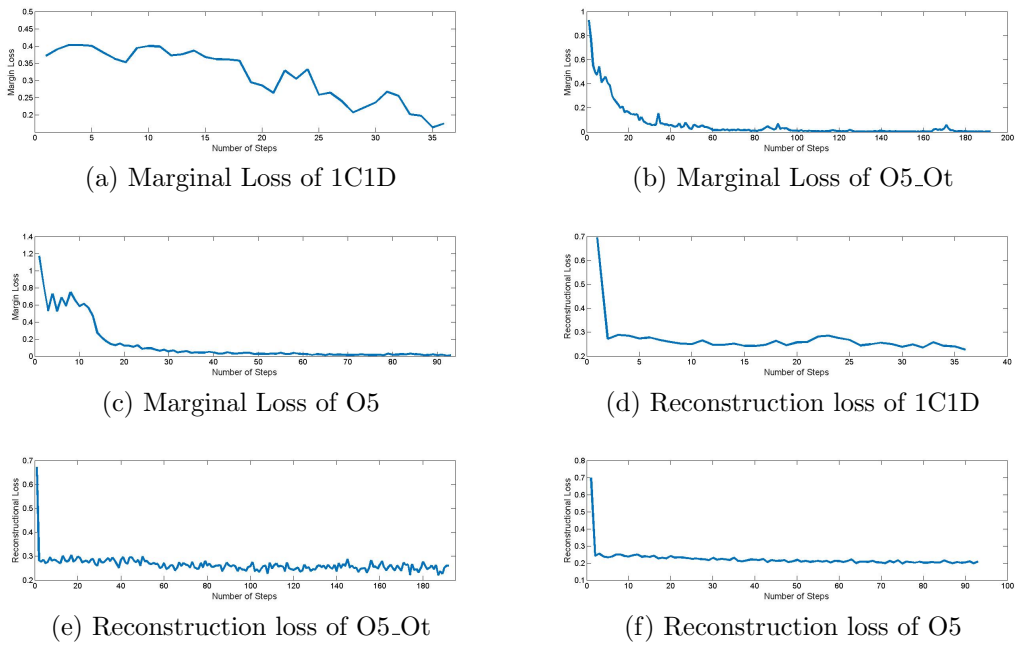 0.5
0.45
0.4
0.35
0.3
0.25
0.2
Margin Loss
0 5 10 15 20 25 30 35
Number of Steps
(a) Marginal Loss of 1C1D
1
0.8
0.6
0.4
0.2
0
Margin Loss
0 20 40 60 80 100 120 140 160 180 200
Number of Steps
(b) Marginal Loss of O5_Ot
1.4
1.2
1
0.8
0.6
0.4
0.2
0
Margin Loss
0 10 20 30 40 50 60 70 80 90
Number of Steps
(c) Marginal Loss of O5
0.7
0.6
0.5
0.4
0.3
0.2
Reconstructional Loss
0 5 10 15 20 25 30 35 40
Number of Steps
(d) Reconstruction loss of 1C1D
0.7
0.6
0.5
0.4
0.3
0.2
Reconstructional Loss
0 20 40 60 80 100 120 140 160 180
Number of Steps
(e) Reconstruction loss of O5_Ot
0.8
0.7
0.6
0.5
0.4
0.3
0.2
0.1
Reconstructional Loss
0 10 20 30 40 50 60 70 80 90 100
Number of Steps
(f) Reconstruction loss of O5